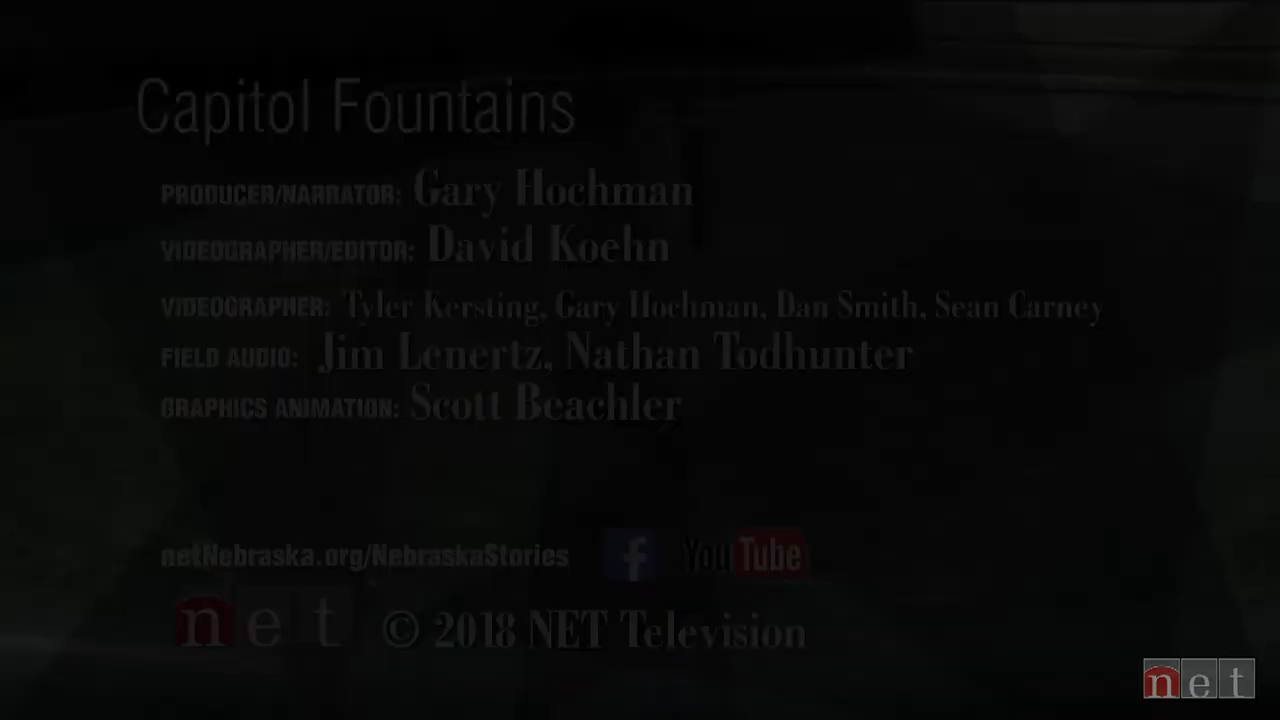 Capitol Fountains
PRODUCER/NARRATOR: Gary Hochman
VIDEOGRAPHER/EDITOR: David Koehn
VIDEOGRAPHER: Tyler Kersting, Gary Hochman, Dan Smith, Sean Carney
FIELD AUDIO: Jim Lenertz, Nathan Todhunter
GRAPHICS ANIMATION: Scott Beachler
netNebraska.org/NebraskaStories f YouTube
net © 2018 NET Television
net